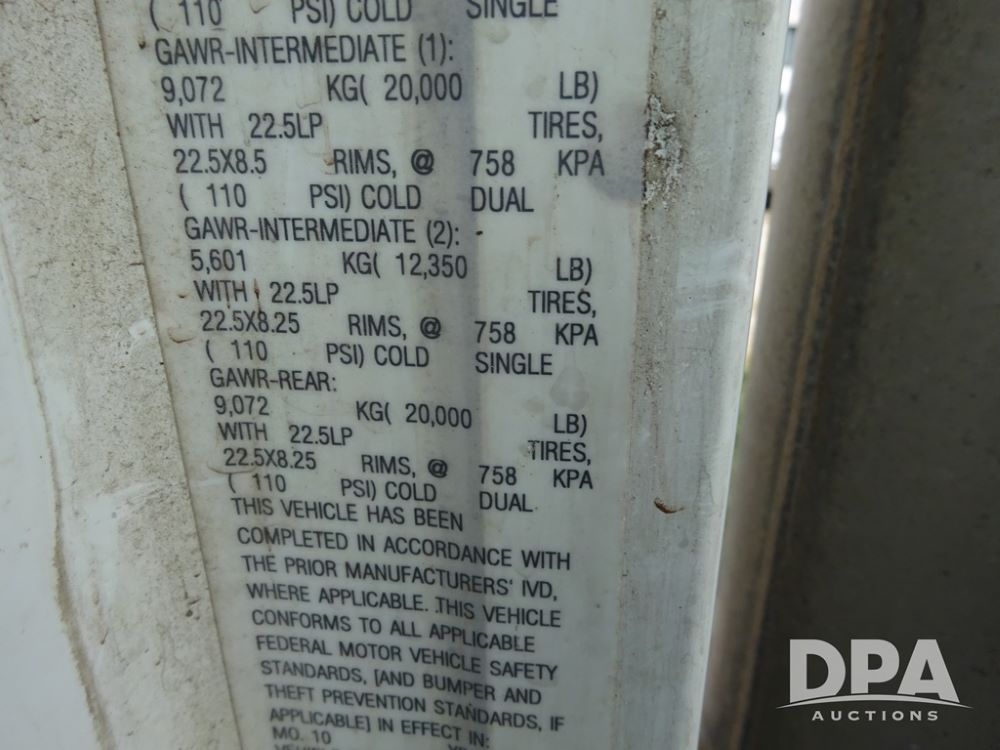 ( 110 PSI) COLD SINGLE
GAWR-INTERMEDIATE (1):
9,072 KG( 20,000 LB)
WITH 22.5LP TIRES,
22.5X8.5 RIMS, @ 758 KPA
( 110 PSI) COLD DUAL
GAWR-INTERMEDIATE (2):
5,601 KG( 12,350 LB)
WITH 22.5LP TIRES,
22.5X8.25 RIMS, @ 758 KPA
( 110 PSI) COLD SINGLE
GAWR-REAR:
9,072 KG( 20,000 LB)
WITH 22.5LP TIRES,
22.5X8.25 RIMS, @ 758 KPA
( 110 PSI) COLD DUAL
THIS VEHICLE HAS BEEN
COMPLETED IN ACCORDANCE WITH
THE PRIOR MANUFACTURERS' IVD,
WHERE APPLICABLE. THIS VEHICLE
CONFORMS TO ALL APPLICABLE
FEDERAL MOTOR VEHICLE SAFETY
STANDARDS, [AND BUMPER AND
THEFT PREVENTION STANDARDS, IF
APPLICABLE] IN EFFECT IN:
MO. 10
DPA
AUCTIONS